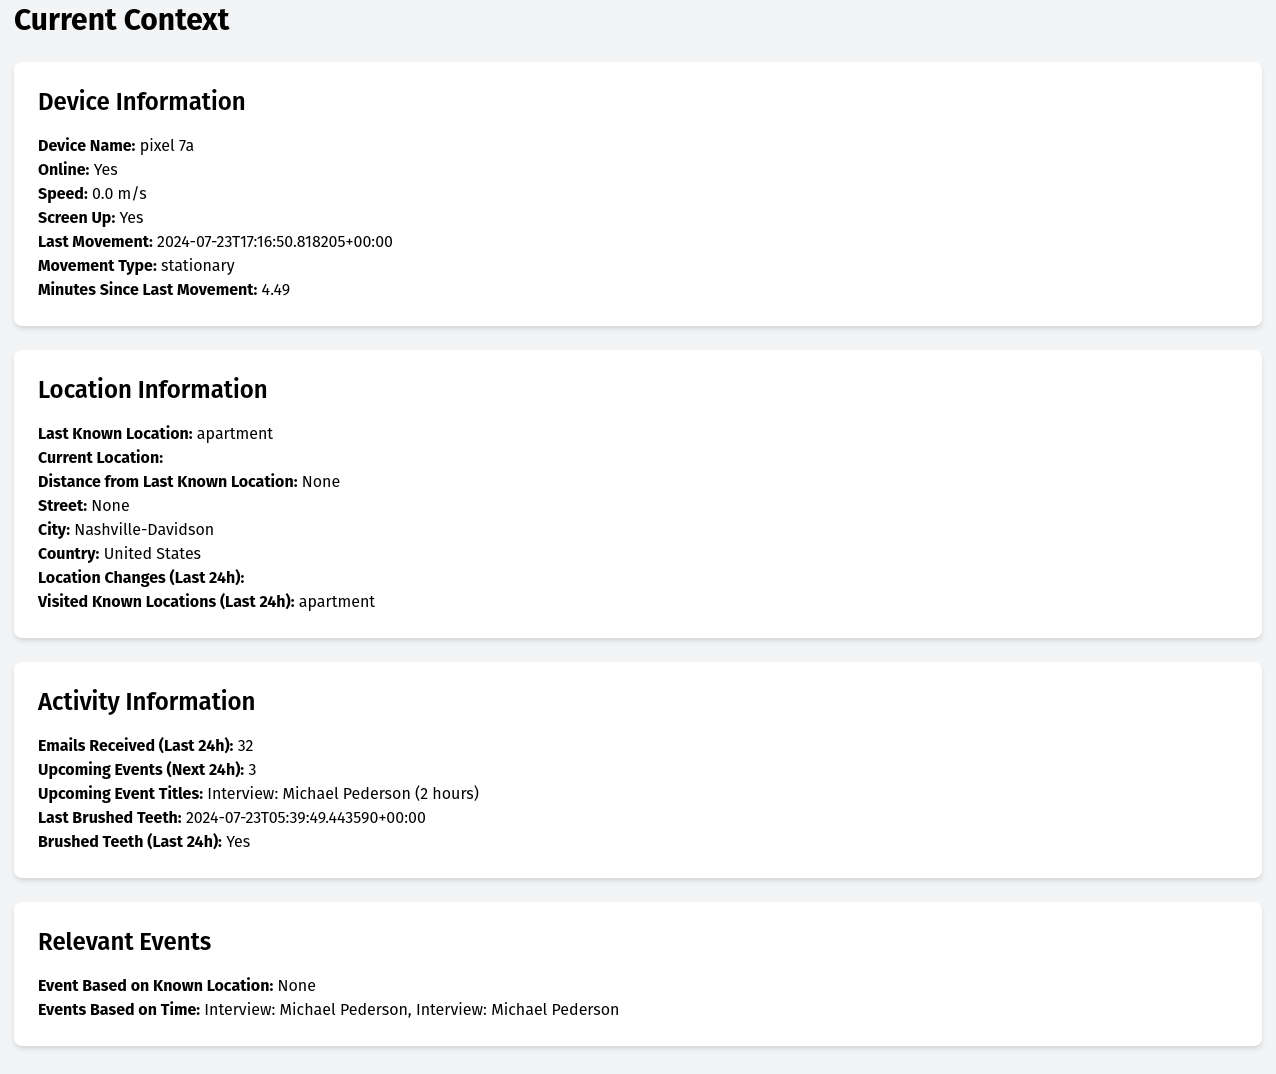 Current Context
Device Information
Device Name: pixel 7a
Online: Yes
Speed: 0.0 m/s
Screen Up: Yes
Last Movement: 2024-07-23T17:16:50.818205+00:00
Movement Type: stationary
Minutes Since Last Movement: 4.49
Location Information
Last Known Location: apartment
Current Location:
Distance from Last Known Location: None
Street: None
City: Nashville-Davidson
Country: United States
Location Changes (Last 24h):
Visited Known Locations (Last 24h): apartment
Activity Information
Emails Received (Last 24h): 32
Upcoming Events (Next 24h): 3
Upcoming Event Titles: Interview: Michael Pederson (2 hours)
Last Brushed Teeth: 2024-07-23T05:39:49.443590+00:00
Brushed Teeth (Last 24h): Yes
Relevant Events
Event Based on Known Location: None
Events Based on Time: Interview: Michael Pederson, Interview: Michael Pederson